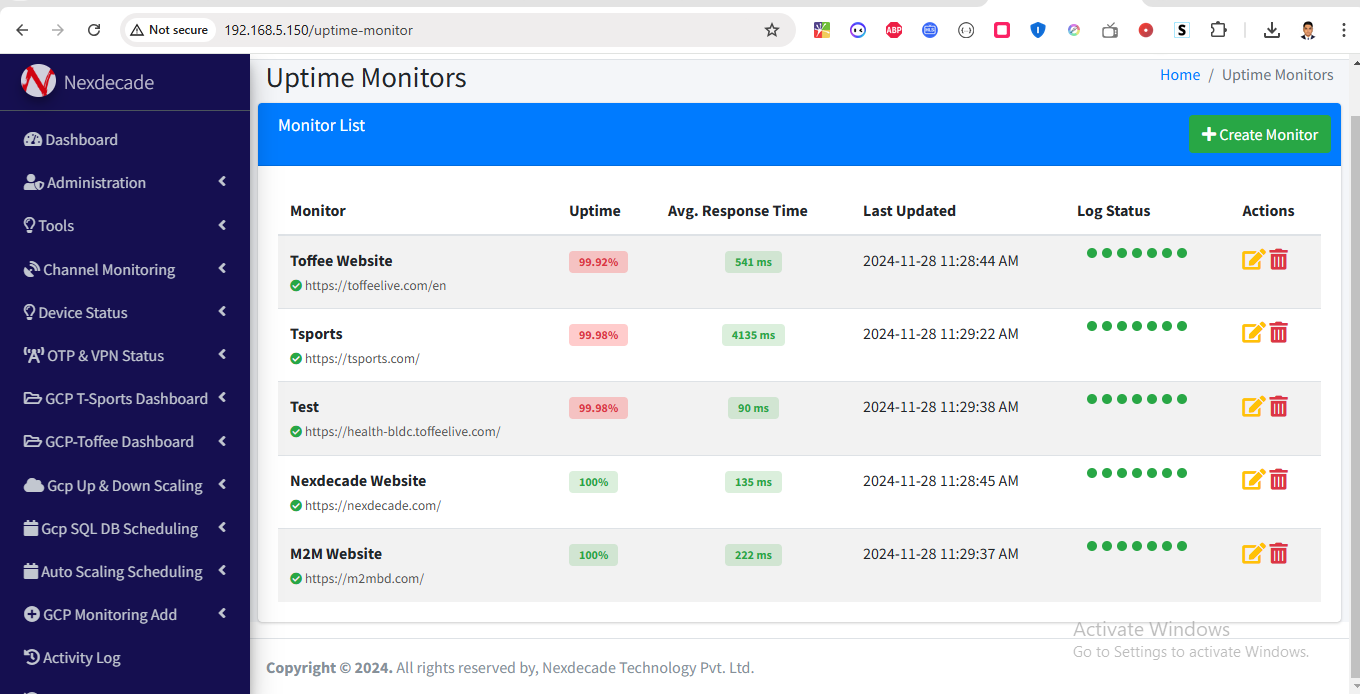 Not secure 192.168.5.150/uptime-monitor
ABP
S
Nexdecade
Dashboard
Administration
Tools
Channel Monitoring
Device Status
OTP & VPN Status
GCP T-Sports Dashboard
GCP-Toffee Dashboard
Gcp Up & Down Scaling
Gcp SQL DB Scheduling
Auto Scaling Scheduling
GCP Monitoring Add
Activity Log
Uptime Monitors
Home / Uptime Monitors
Monitor List
Create Monitor
Monitor Uptime Avg. Response Time Last Updated Log Status Actions
Toffee Website 99.92% 541 ms 2024-11-28 11:28:44 AM
https://toffeelive.com/en
Tsports 99.98% 4135 ms 2024-11-28 11:29:22 AM
https://tsports.com/
Test 99.98% 90 ms 2024-11-28 11:29:38 AM
https://health-bldc.toffeelive.com/
Nexdecade Website 100% 135 ms 2024-11-28 11:28:45 AM
https://nexdecade.com/
M2M Website 100% 222 ms 2024-11-28 11:29:37 AM
https://m2mbd.com/
Activate Windows
Go to Settings to activate Windows.
Copyright © 2024. All rights reserved by, Nexdecade Technology Pvt. Ltd.